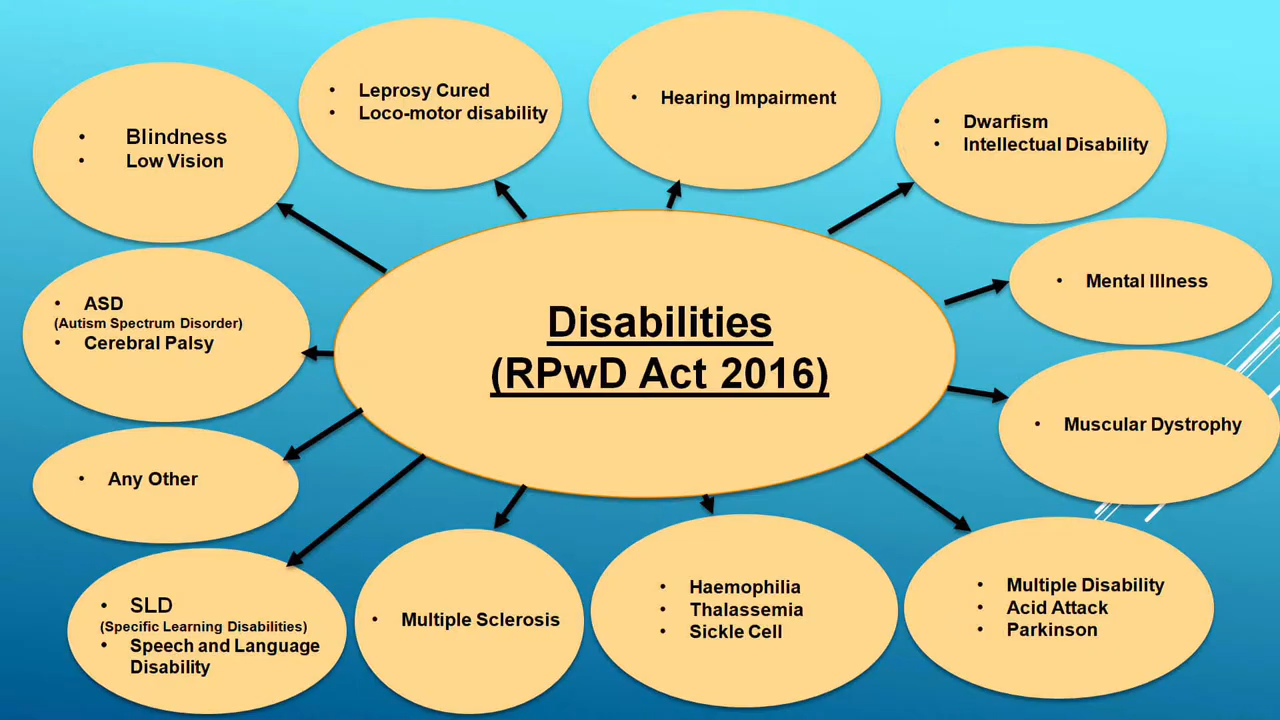 Disabilities
(RPwD Act 2016)
• Blindness
• Low Vision
• Leprosy Cured
• Loco-motor disability
• Hearing Impairment
• Dwarfism
• Intellectual Disability
• Mental Illness
• Muscular Dystrophy
• Multiple Disability
• Acid Attack
• Parkinson
• Haemophilia
• Thalassemia
• Sickle Cell
• Multiple Sclerosis
• SLD
(Specific Learning Disabilities)
• Speech and Language
Disability
• Any Other
• ASD
(Autism Spectrum Disorder)
• Cerebral Palsy